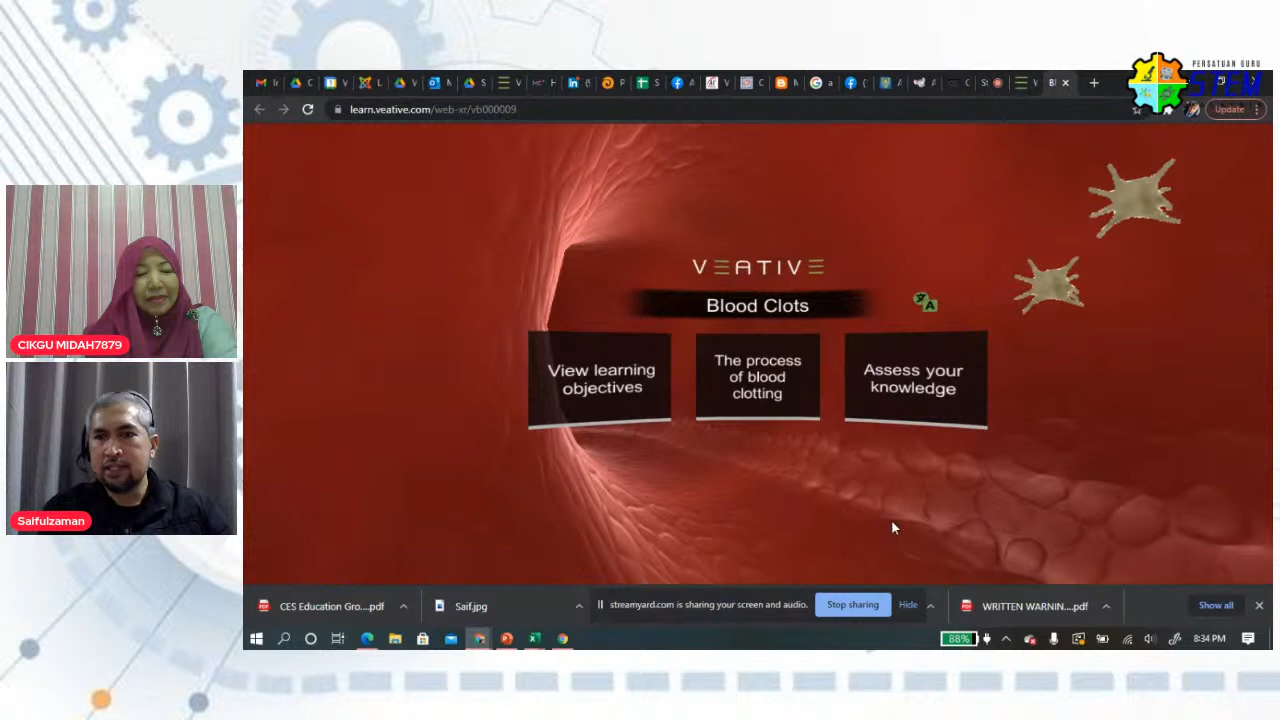 PERSATUAN GURU
STEM
learn.veative.com/web-xr/vb000009
Update
VEATIVE
Blood Clots
View learning
objectives
The process
of blood
clotting
Assess your
knowledge
CIKGU MIDAH7879
Saifulzaman
CES Education Gro....pdf
Saif.jpg
streamyard.com is sharing your screen and audio.
Stop sharing
Hide
WRITTEN WARNIN....pdf
Show all
88%
8:34 PM